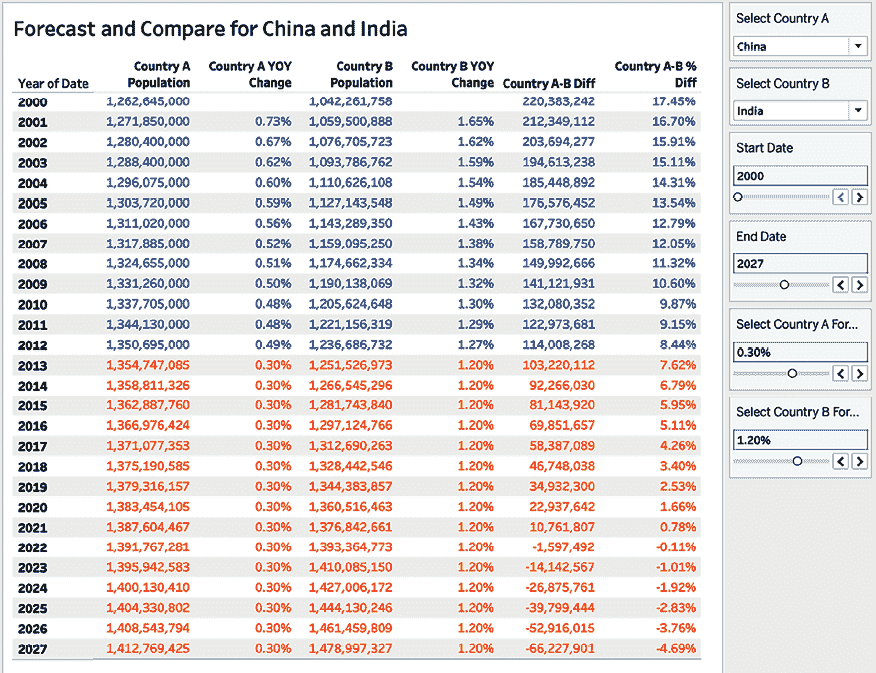 Forecast and Compare for China and India
Year of Date Country A Population Country A YOY Change Country B Population Country B YOY Change Country A-B Diff Country A-B % Diff
2000 1,262,645,000 1,042,261,758 220,383,242 17.45%
2001 1,271,850,000 0.73% 1,059,500,888 1.65% 212,349,112 16.70%
2002 1,280,400,000 0.67% 1,076,705,723 1.62% 203,694,277 15.91%
2003 1,288,400,000 0.62% 1,093,786,762 1.59% 194,613,238 15.11%
2004 1,296,075,000 0.60% 1,110,626,108 1.54% 185,448,892 14.31%
2005 1,303,720,000 0.59% 1,127,143,548 1.49% 176,576,452 13.54%
2006 1,311,020,000 0.56% 1,143,289,350 1.43% 167,730,650 12.79%
2007 1,317,885,000 0.52% 1,159,095,250 1.38% 158,789,750 12.05%
2008 1,324,655,000 0.51% 1,174,662,334 1.34% 149,992,666 11.32%
2009 1,331,260,000 0.50% 1,190,138,069 1.32% 141,121,931 10.60%
2010 1,337,705,000 0.48% 1,205,624,648 1.30% 132,080,352 9.87%
2011 1,344,130,000 0.48% 1,221,156,319 1.29% 122,973,681 9.15%
2012 1,350,695,000 0.49% 1,236,686,732 1.27% 114,008,268 8.44%
2013 1,354,747,085 0.30% 1,251,526,973 1.20% 103,220,112 7.62%
2014 1,358,811,326 0.30% 1,266,545,296 1.20% 92,266,030 6.79%
2015 1,362,887,760 0.30% 1,281,743,840 1.20% 81,143,920 5.95%
2016 1,366,976,424 0.30% 1,297,124,766 1.20% 69,851,657 5.11%
2017 1,371,077,353 0.30% 1,312,690,263 1.20% 58,387,089 4.26%
2018 1,375,190,585 0.30% 1,328,442,546 1.20% 46,748,038 3.40%
2019 1,379,316,157 0.30% 1,344,383,857 1.20% 34,932,300 2.53%
2020 1,383,454,105 0.30% 1,360,516,463 1.20% 22,937,642 1.66%
2021 1,387,604,467 0.30% 1,376,842,661 1.20% 10,761,807 0.78%
2022 1,391,767,281 0.30% 1,393,364,773 1.20% -1,597,492 -0.11%
2023 1,395,942,583 0.30% 1,410,085,150 1.20% -14,142,567 -1.01%
2024 1,400,130,410 0.30% 1,427,006,172 1.20% -26,875,761 -1.92%
2025 1,404,330,802 0.30% 1,444,130,246 1.20% -39,799,444 -2.83%
2026 1,408,543,794 0.30% 1,461,459,809 1.20% -52,916,015 -3.76%
2027 1,412,769,425 0.30% 1,478,997,327 1.20% -66,227,901 -4.69%
Select Country A
China
Select Country B
India
Start Date
2000
End Date
2027
Select Country A For...
0.30%
Select Country B For...
1.20%